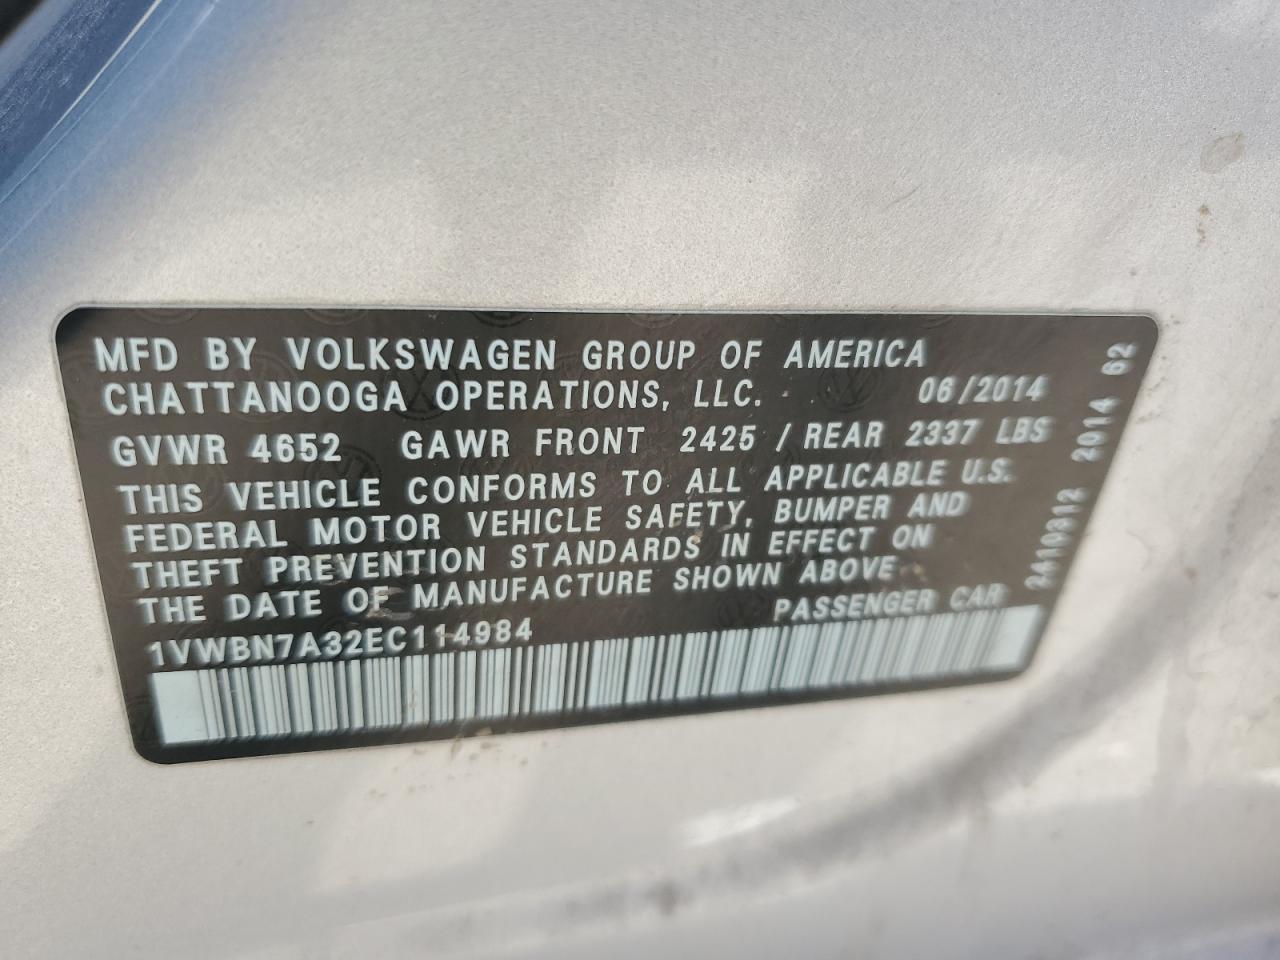 MFD BY VOLKSWAGEN GROUP OF AMERICA
CHATTANOOGA OPERATIONS, LLC. 06/2014
GVWR 4652 GAWR FRONT 2425 / REAR 2337 LBS
THIS VEHICLE CONFORMS TO ALL APPLICABLE U.S.
FEDERAL MOTOR VEHICLE SAFETY, BUMPER AND
THEFT PREVENTION STANDARDS IN EFFECT ON
THE DATE OF MANUFACTURE SHOWN ABOVE
1VWBN7A32EC114984 PASSENGER CAR
2A10312 2014 62